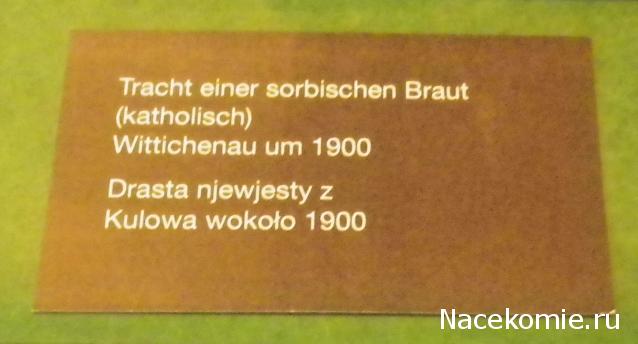 Tracht einer sorbischen Braut
(katholisch)
Wittichenau um 1900
Drasta njewjesty z
Kulowa wokoło 1900
Nacekomie.ru